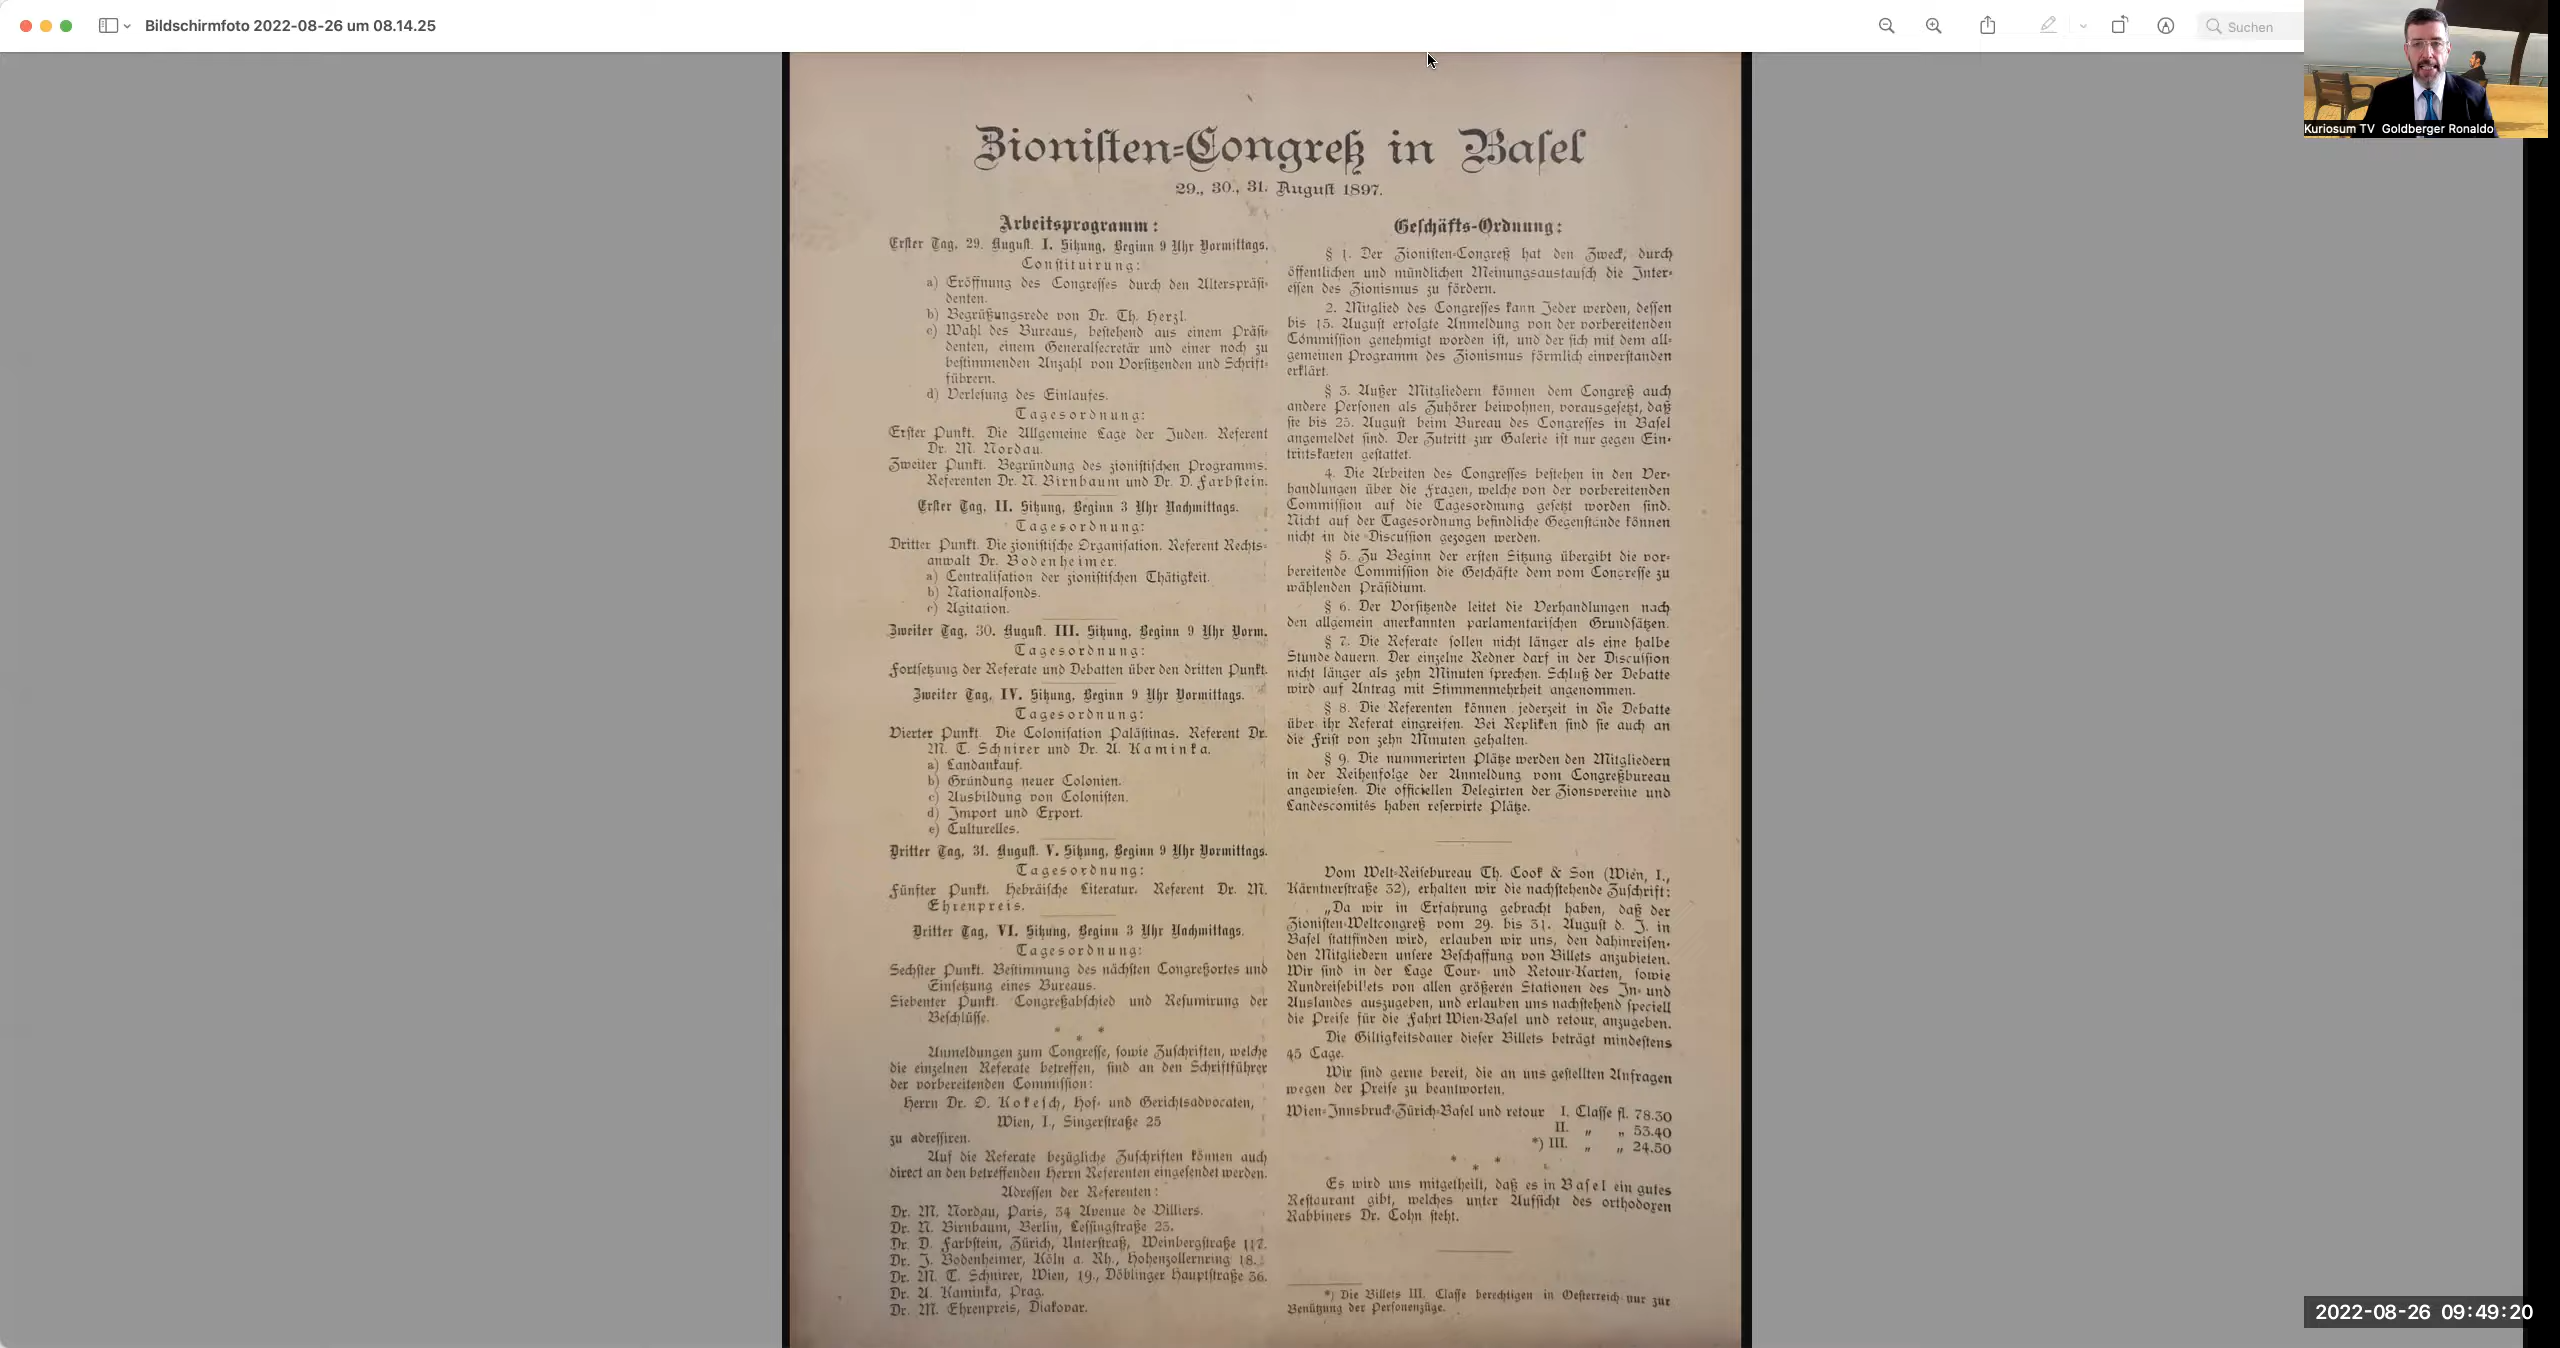 Bildschirmfoto 2022-08-26 um 08.14.25
Suchen
Kuriosum TV Goldberger Ronaldo
Zionisten-Congreß in Basel
29., 30., 31. August 1897.
Arbeitsprogramm:
Erster Tag, 29. August. I. Sitzung, Beginn 9 Uhr Vormittags.
Constituirung:
a) Eröffnung des Congresses durch den Alterspräsi-
denten.
b) Begrüßungsrede von Dr. Th. Herzl.
c) Wahl des Bureaus, bestehend aus einem Präsi-
denten, einem Generalsecretär und einer noch zu
bestimmenden Anzahl von Vorsitzenden und Schrift-
führern.
d) Verlesung des Einlaufes.
Tagesordnung:
Erster Punkt. Die Allgemeine Lage der Juden. Referent
Dr. M. Nordau.
Zweiter Punkt. Begründung des zionistischen Programms.
Referenten Dr. N. Birnbaum und Dr. D. Farbstein.
Erster Tag, II. Sitzung, Beginn 3 Uhr Nachmittags.
Tagesordnung:
Dritter Punkt. Die zionistische Organisation. Referent Rechts-
anwalt Dr. Bodenheimer.
a) Centralisation der zionistischen Thätigkeit.
b) Nationalfonds.
c) Agitation.
Zweiter Tag, 30. August. III. Sitzung, Beginn 9 Uhr Vorm.
Tagesordnung:
Fortsetzung der Referate und Debatten über den dritten Punkt.
Zweiter Tag, IV. Sitzung, Beginn 9 Uhr Vormittags.
Tagesordnung:
Vierter Punkt. Die Colonisation Palästinas. Referent Dr.
M. T. Schnirer und Dr. A. Kaminka.
a) Landankauf.
b) Gründung neuer Colonien.
c) Ausbildung von Colonisten.
d) Import und Export.
e) Culturelles.
Dritter Tag, 31. August. V. Sitzung, Beginn 9 Uhr Vormittags.
Tagesordnung:
Fünfter Punkt. Hebräische Literatur. Referent Dr. M.
Ehrenpreis.
Dritter Tag, VI. Sitzung, Beginn 3 Uhr Nachmittags.
Tagesordnung:
Sechster Punkt. Bestimmung des nächsten Congreßortes und
Einsetzung eines Bureaus.
Siebenter Punkt. Congreßabschied und Resumirung der
Beschlüsse.
* *
*
Anmeldungen zum Congresse, sowie Zuschriften, welche
die einzelnen Referate betreffen, sind an den Schriftführer
der vorbereitenden Commission:
Herrn Dr. O. Kokesch, Hof- und Gerichtsadvocaten,
Wien, I., Singerstraße 25
zu adressiren.
Auf die Referate bezügliche Zuschriften können auch
direct an den betreffenden Herrn Referenten eingesendet werden.
Adressen der Referenten:
Dr. M. Nordau, Paris, 34 Avenue de Villiers.
Dr. N. Birnbaum, Berlin, Lessingstraße 23.
Dr. D. Farbstein, Zürich, Unterstraß, Weinbergstraße
Dr. J. Bodenheimer, Köln a. Rh., Hohenzollernring 18.
Dr. M. T. Schnirer, Wien, 19., Döblinger Hauptstraße 36.
Dr. A. Kaminka, Prag.
Dr. M. Ehrenpreis, Diakovar.
Geschäfts-Ordnung:
§ 1. Der Zionisten-Congreß hat den Zweck, durch
öffentlichen und mündlichen Meinungsaustausch die Inter-
essen des Zionismus zu fördern.
2. Mitglied des Congresses kann Jeder werden, dessen
bis 15. August erfolgte Anmeldung von der vorbereitenden
Commission genehmigt worden ist, und der sich mit dem all-
gemeinen Programm des Zionismus förmlich einverstanden
erklärt.
§ 3. Außer Mitgliedern können dem Congreß auch
andere Personen als Zuhörer beiwohnen, vorausgesetzt, daß
sie bis 25. August beim Bureau des Congresses in Basel
angemeldet sind. Der Zutritt zur Galerie ist nur gegen Ein-
trittskarten gestattet.
4. Die Arbeiten des Congresses bestehen in den Ver-
handlungen über die Fragen, welche von der vorbereitenden
Commission auf die Tagesordnung gesetzt worden sind.
Nicht auf der Tagesordnung befindliche Gegenstände können
nicht in die Discussion gezogen werden.
§ 5. Zu Beginn der ersten Sitzung übergibt die vor-
bereitende Commission die Geschäfte dem vom Congresse zu
wählenden Präsidium.
§ 6. Der Vorsitzende leitet die Verhandlungen nach
den allgemein anerkannten parlamentarischen Grundsätzen.
§ 7. Die Referate sollen nicht länger als eine halbe
Stunde dauern. Der einzelne Redner darf in der Discussion
nicht länger als zehn Minuten sprechen. Schluß der Debatte
wird auf Antrag mit Stimmenmehrheit angenommen.
§ 8. Die Referenten können jederzeit in die Debatte
über ihr Referat eingreifen. Bei Repliken sind sie auch an
die Frist von zehn Minuten gehalten.
§ 9. Die nummerirten Plätze werden den Mitgliedern
in der Reihenfolge der Anmeldung vom Congreßbureau
angewiesen. Die officiellen Delegirten der Zionsvereine und
Landescomités haben reservirte Plätze.
Vom Welt-Reisebureau Th. Cook & Son (Wien, I.,
Kärntnerstraße 32), erhalten wir die nachstehende Zuschrift:
„Da wir in Erfahrung gebracht haben, daß der
Zionisten-Weltcongreß vom 29. bis 31. August d. J. in
Basel stattfinden wird, erlauben wir uns, den dahinreisen-
den Mitgliedern unsere Beschaffung von Billets anzubieten.
Wir sind in der Lage Tour- und Retour-Karten, sowie
Rundreisebillets von allen größeren Stationen des In- und
Auslandes auszugeben, und erlauben uns nachstehend speciell
die Preise für die Fahrt Wien-Basel und retour, anzugeben.
Die Giltigkeitsdauer dieser Billets beträgt mindestens
45 Tage.
Wir sind gerne bereit, die an uns gestellten Anfragen
wegen der Preise zu beantworten.
Wien-Innsbruck-Zürich-Basel und retour I. Classe fl. 78.30
II. „ „ 53.40
*) III. „ „ 24.50
* *
*
Es wird uns mitgetheilt, daß es in Basel ein gutes
Restaurant gibt, welches unter Aufsicht des orthodoxen
Rabbiners Dr. Cohn steht.
*) Die Billets III. Classe berechtigen in Oesterreich nur zur
Benützung der Personenzüge.
2022-08-26 09:49:20